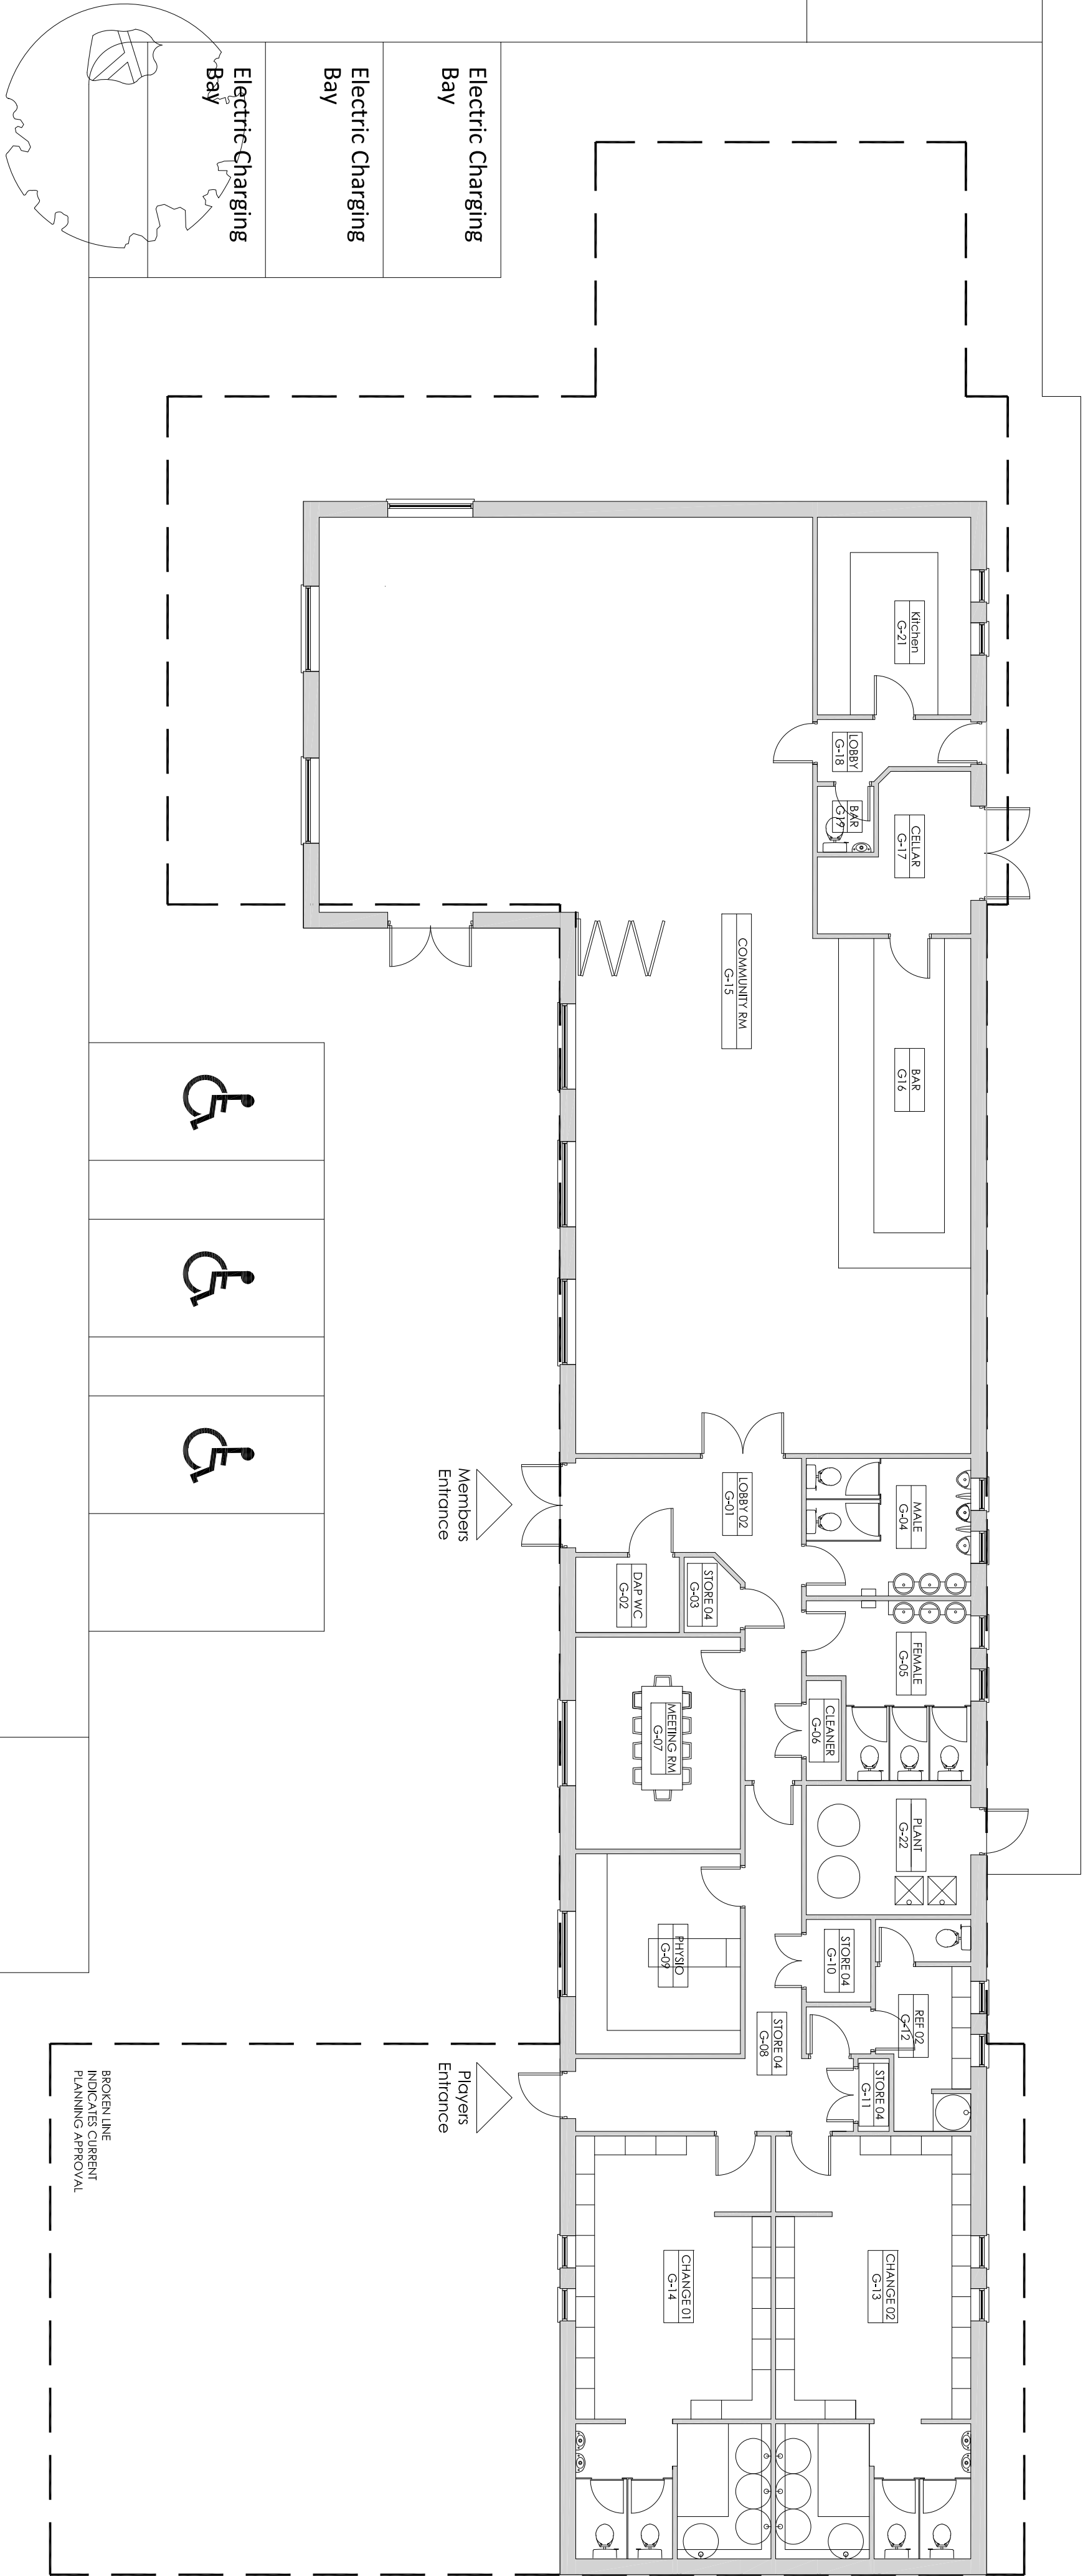 Electric Charging
Bay
Electric Charging
Bay
Electric Charging
Bay
Kitchen
G-21
LOBBY
G-18
BAR
G19
CELLAR
G-17
COMMUNITY RM
G-15
BAR
G16
Members
Entrance
LOBBY 02
G-01
MALE
G-04
DAP WC
G-02
STORE 04
G-03
FEMALE
G-05
CLEANER
G-06
MEETING RM
G-07
PLANT
G-22
PHYSIO
G-09
STORE 04
G-10
REF 02
G-12
STORE 04
G-08
STORE 04
G-11
Players
Entrance
CHANGE 02
G-13
CHANGE 01
G-14
BROKEN LINE
INDICATES CURRENT
PLANNING APPROVAL